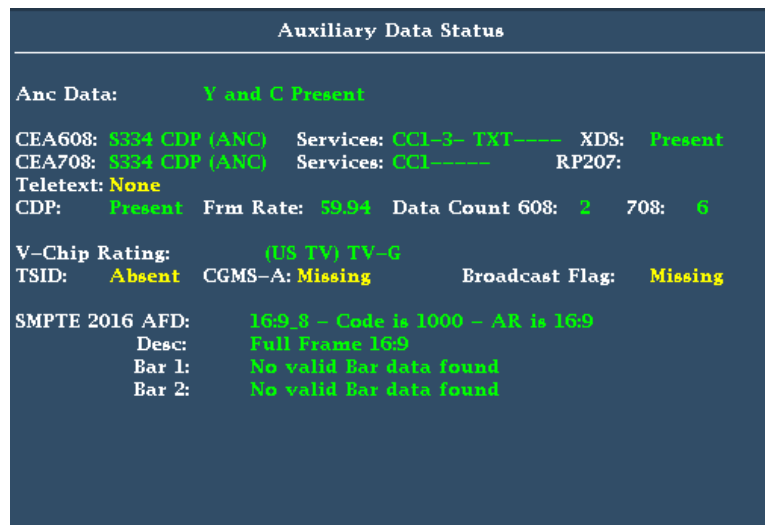 Auxiliary Data Status
Anc Data: Y and C Present
CEA608: S334 CDP (ANC) Services: CC1-3- TXT---- XDS: Present
CEA708: S334 CDP (ANC) Services: CC1----- RP207:
Teletext: None
CDP: Present Frm Rate: 59.94 Data Count 608: 2 708: 6
V-Chip Rating: (US TV) TV-G
TSID: Absent CGMS-A: Missing Broadcast Flag: Missing
SMPTE 2016 AFD: 16:9_8 - Code is 1000 - AR is 16:9
Desc: Full Frame 16:9
Bar 1: No valid Bar data found
Bar 2: No valid Bar data found